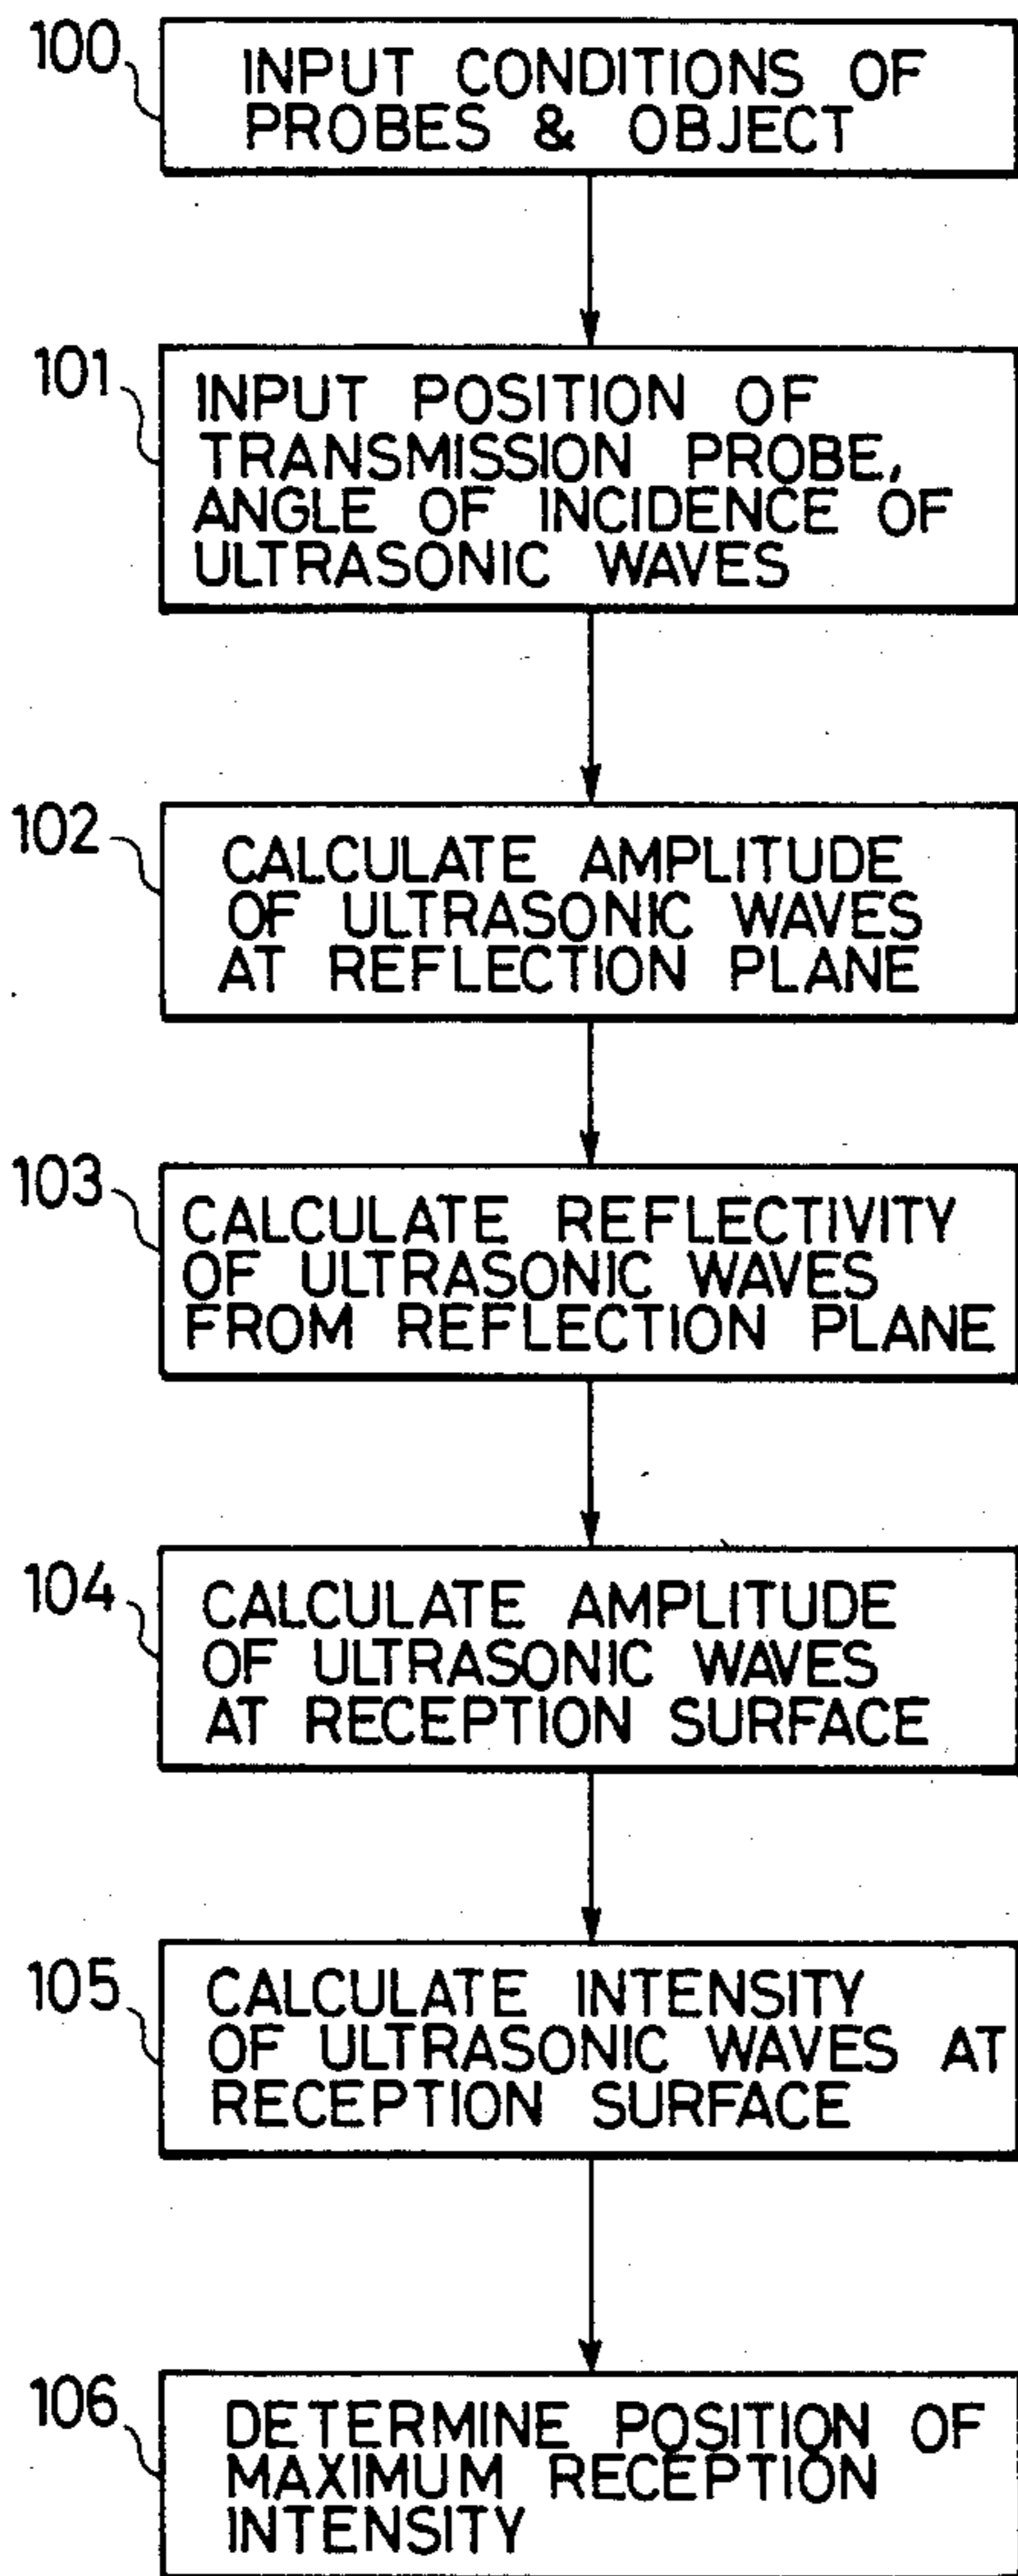 100
INPUT CONDITIONS OF
PROBES & OBJECT
101
INPUT POSITION OF
TRANSMISSION PROBE,
ANGLE OF INCIDENCE OF
ULTRASONIC WAVES
102
CALCULATE AMPLITUDE
OF ULTRASONIC WAVES
AT REFLECTION PLANE
103
CALCULATE REFLECTIVITY
OF ULTRASONIC WAVES
FROM REFLECTION PLANE
104
CALCULATE AMPLITUDE
OF ULTRASONIC WAVES
AT RECEPTION SURFACE
105
CALCULATE INTENSITY
OF ULTRASONIC WAVES AT
RECEPTION SURFACE
106
DETERMINE POSITION OF
MAXIMUM RECEPTION
INTENSITY